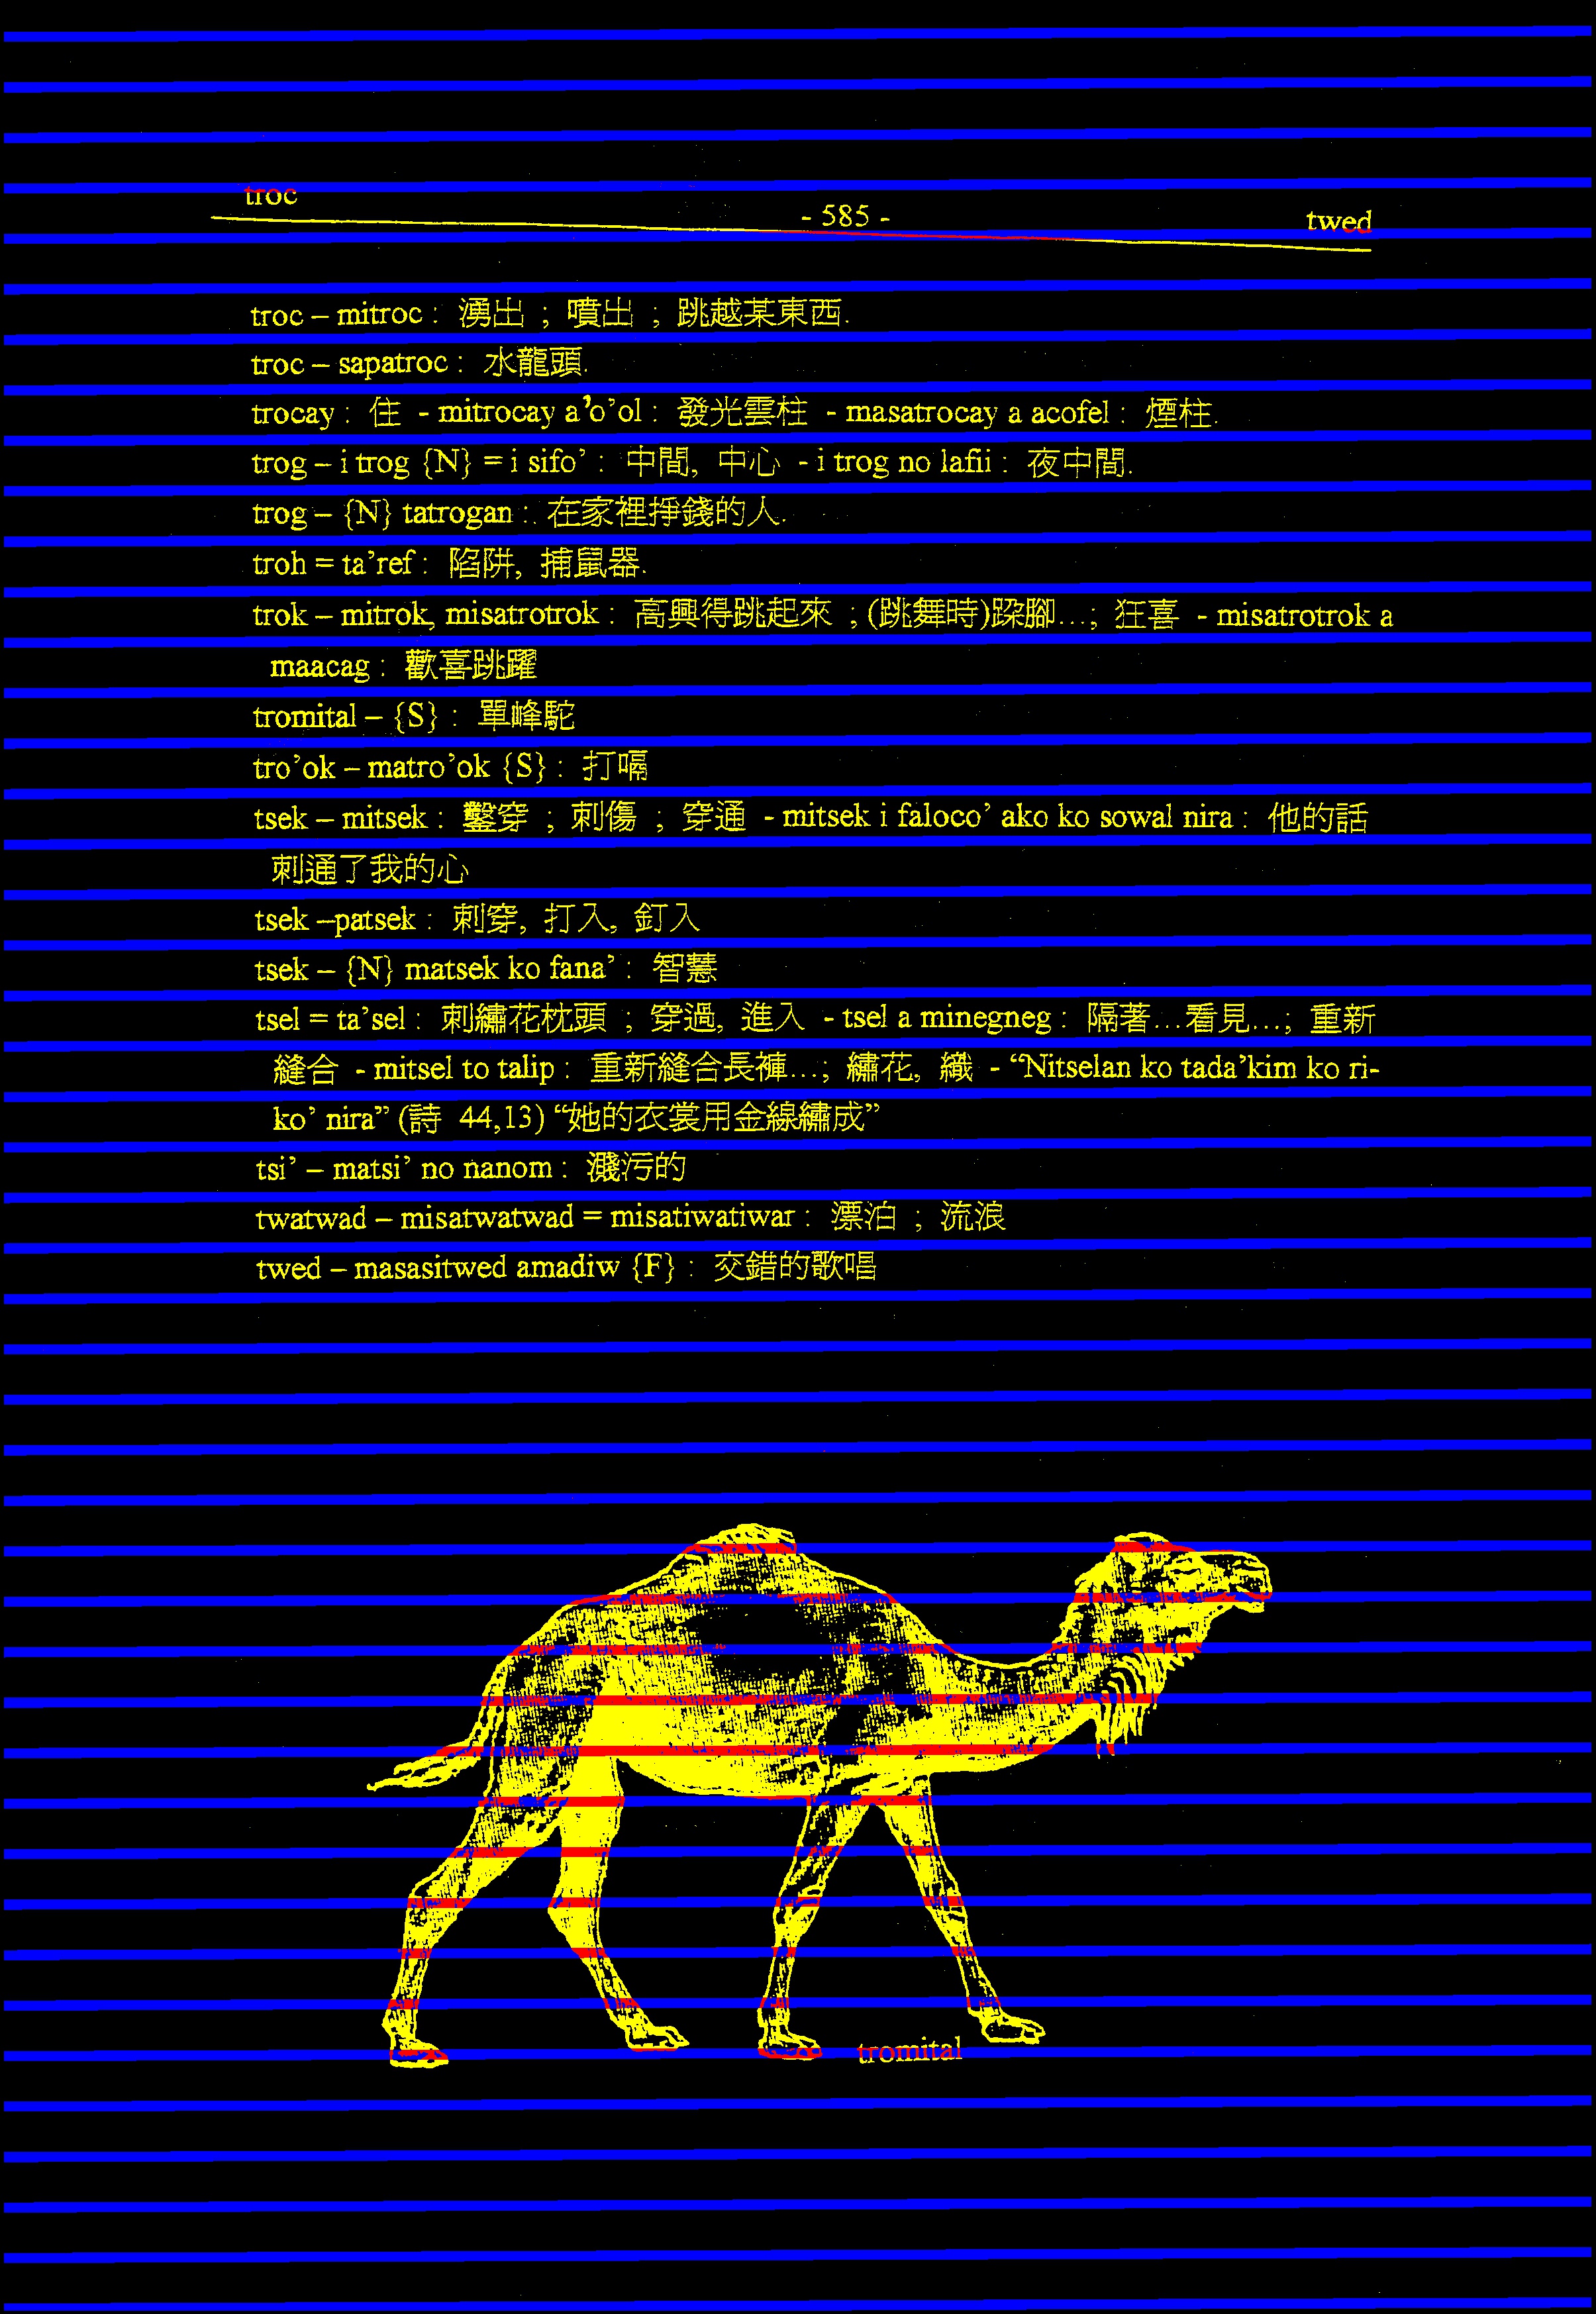 troc
- 585 -
twed
troc – mitroc : 湧出 ; 噴出 ; 跳越某東西.
troc – sapatroc : 水龍頭.
trocay : 住 - mitrocay a’o’ol : 發光雲柱 - masatrocay a acofel : 煙柱.
trog – i trog {N} = i sifo’ : 中間, 中心 - i trog no lafii : 夜中間.
trog – {N} tatrogan : 在家裡掙錢的人.
troh = ta’ref : 陷阱, 捕鼠器.
trok – mitrok, misatrotrok : 高興得跳起來 ; (跳舞時)跺腳...; 狂喜 - misatrotrok a
maacag : 歡喜跳躍
tromital – {S} : 單峰駝
tro’ok – matro’ok {S} : 打嗝
tsek – mitsek : 鑿穿 ; 刺傷 ; 穿通 - mitsek i faloco’ ako ko sowal nira : 他的話
刺通了我的心
tsek –patsek : 刺穿, 打入, 釘入
tsek – {N} matsek ko fana’ : 智慧
tsel = ta’sel : 刺繡花枕頭 ; 穿過, 進入 - tsel a minegneg : 隔著...看見...; 重新
縫合 - mitsel to talip : 重新縫合長褲...; 繡花, 織 - “Nitselan ko tada’kim ko ri-
ko’ nira” (詩 44,13) “她的衣裳用金線繡成”
tsi’ – matsi’ no nanom : 濺污的
twatwad – misatwatwad = misatiwatiwar : 漂泊 ; 流浪
twed – masasitwed amadiw {F} : 交錯的歌唱
tromital